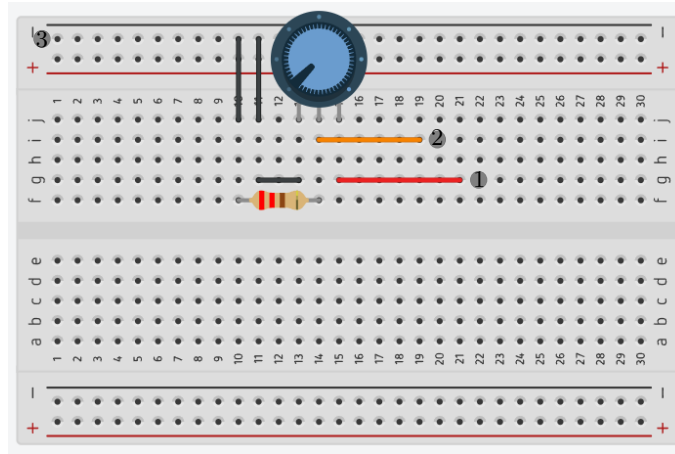 3 − −
+ +
1 2 3 4 5 6 7 8 9 10 11 12 13 14 15 16 17 18 19 20 21 22 23 24 25 26 27 28 29 30
j j
i 2 i
h h
g 1 g
f f
e e
d d
c c
b b
a a
1 2 3 4 5 6 7 8 9 10 11 12 13 14 15 16 17 18 19 20 21 22 23 24 25 26 27 28 29 30
− −
+ +